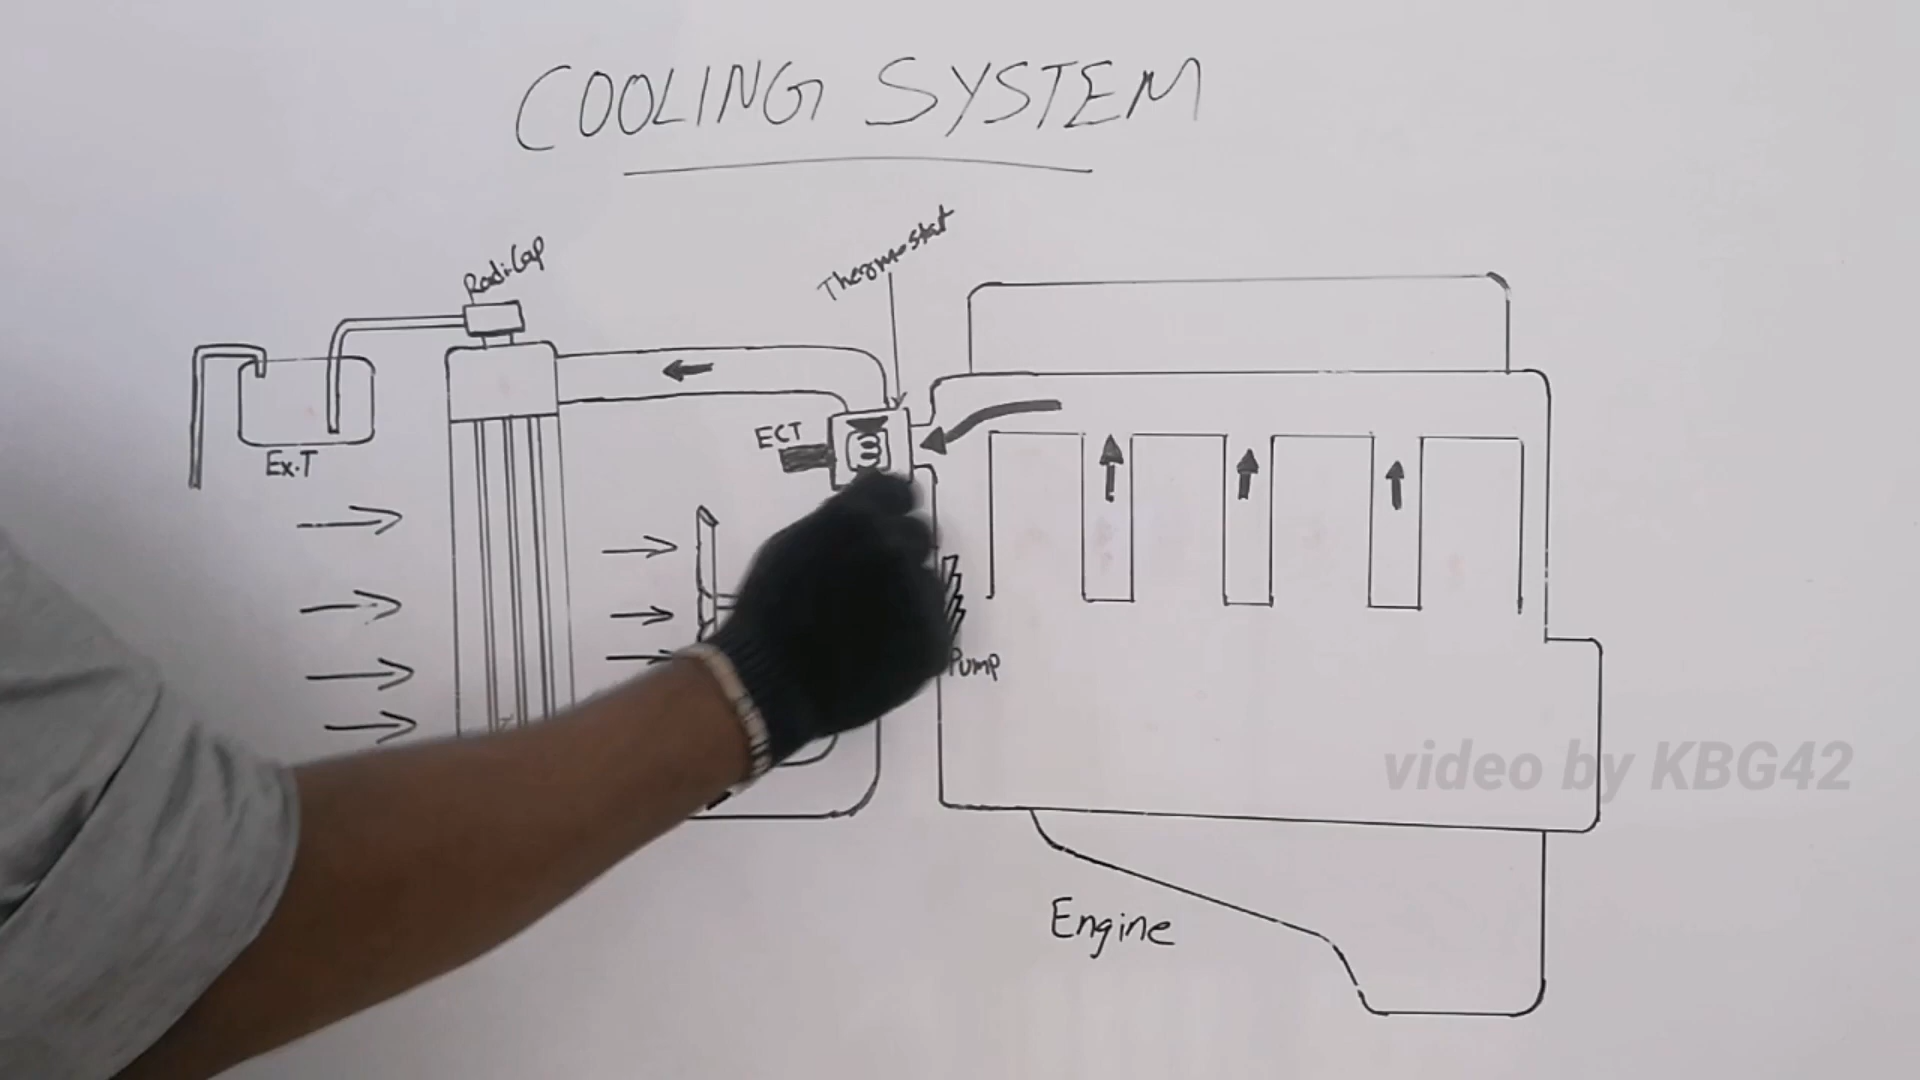 COOLING SYSTEM
Radi.Cap
Thermostat
ECT
Ex.T
Pump
video by KBG42
Engine